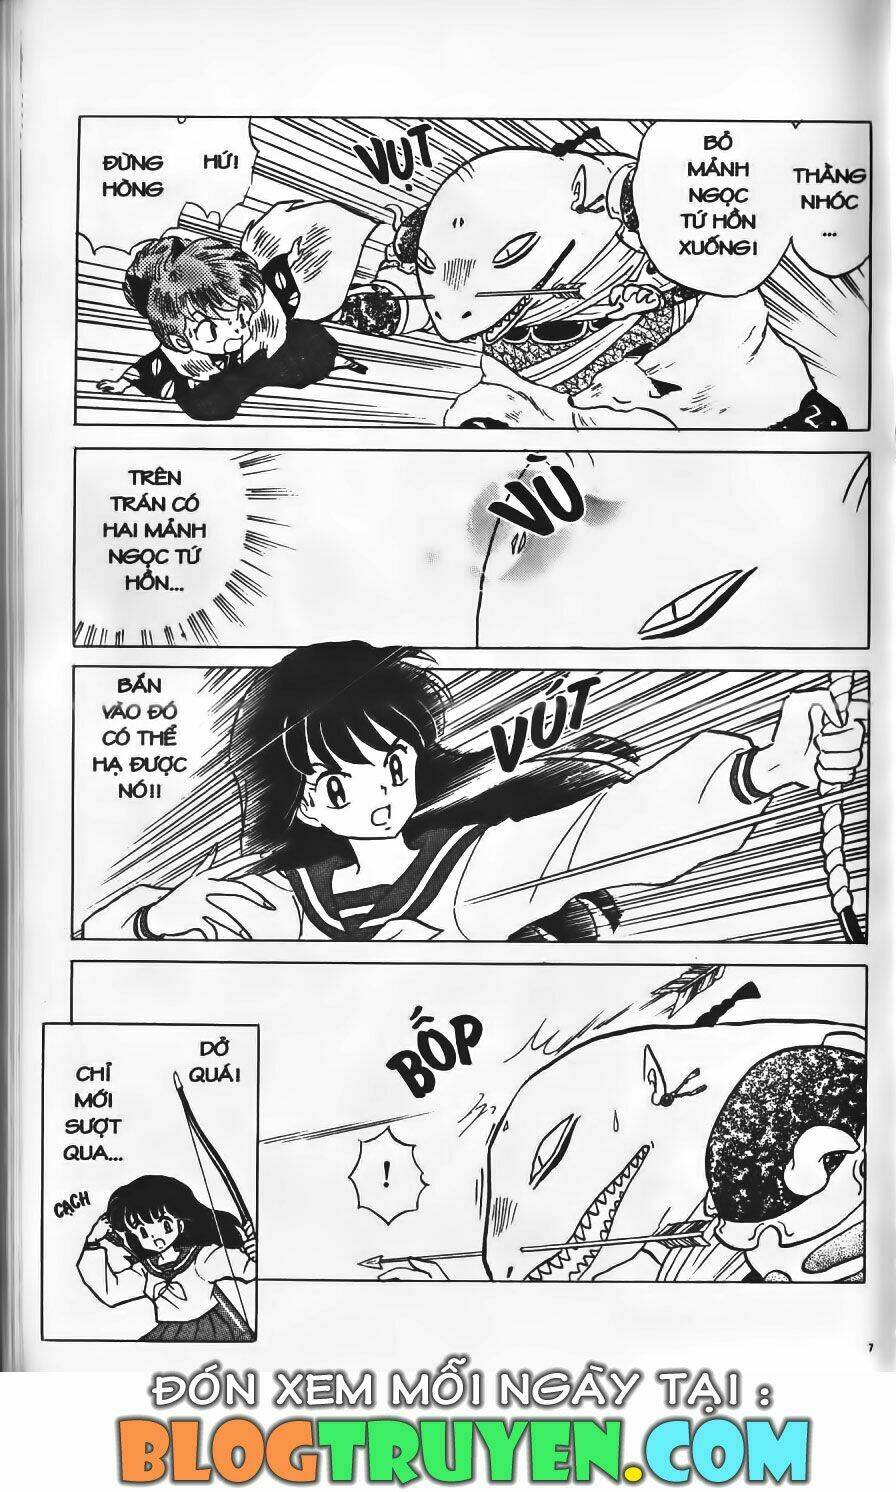 THẰNG
NHÓC
...
BỎ
MẢNH
NGỌC
TỨ HỒN
XUỐNG!
VỤT
HỨ!
ĐỪNG
HÒNG
2
TRÊN
TRÁN CÓ
HAI MẢNH
NGỌC TỨ
HỒN...
VÙ
BẮN
VÀO ĐÓ
CÓ THỂ
HẠ ĐƯỢC
NÓ!!
VÚT
BỐP
!
DỞ
QUÁ!
CHỈ
MỚI
SƯỢT
QUA...
CẠCH
7
ĐÓN XEM MỖI NGÀY TẠI :
BLOGTRUYEN.COM